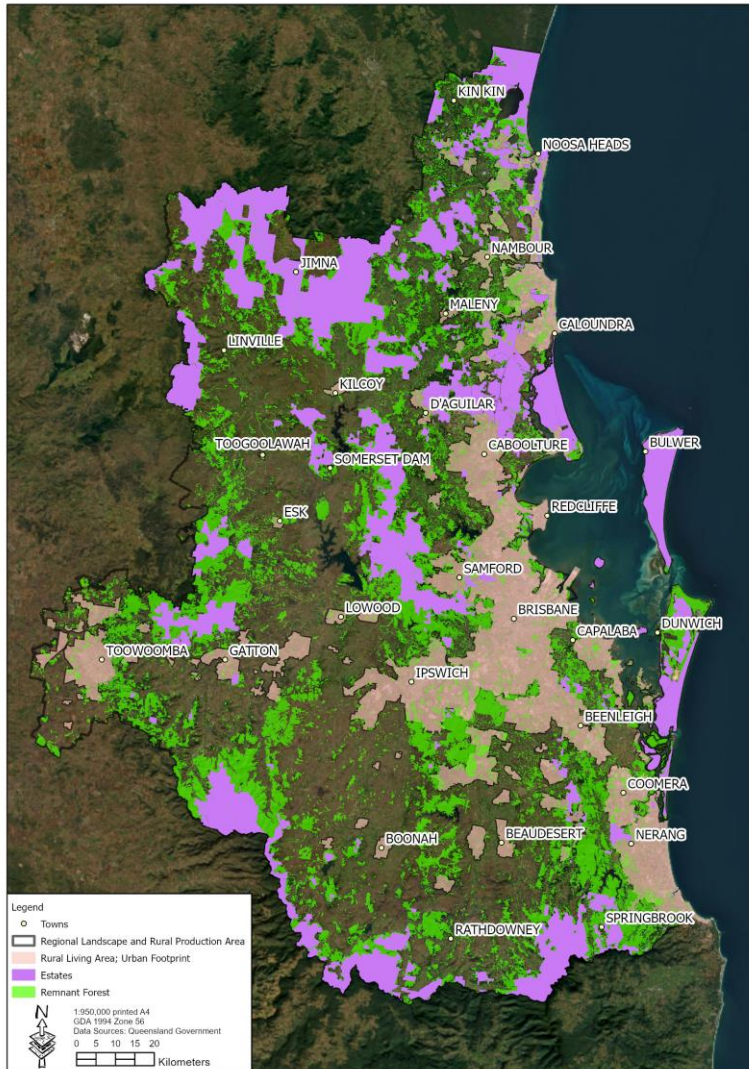 KIN KIN
NOOSA HEADS
NAMBOUR
JIMNA
MALENY
CALOUNDRA
LINVILLE
KILCOY
D'AGUILAR
TOOGOOLAWAH
CABOOLTURE
BULWER
SOMERSET DAM
ESK
REDCLIFFE
SAMFORD
LOWOOD
BRISBANE
CAPALABA
DUNWICH
TOOWOOMBA
GATTON
IPSWICH
BEENLEIGH
COOMERA
BOONAH
BEAUDESERT
NERANG
SPRINGBROOK
RATHDOWNEY
Legend
Towns
Regional Landscape and Rural Production Area
Rural Living Area; Urban Footprint
Estates
Remnant Forest
N
1:950,000 printed A4
GDA 1994 Zone 56
Data Sources: Queensland Government
0 5 10 15 20
Kilometers